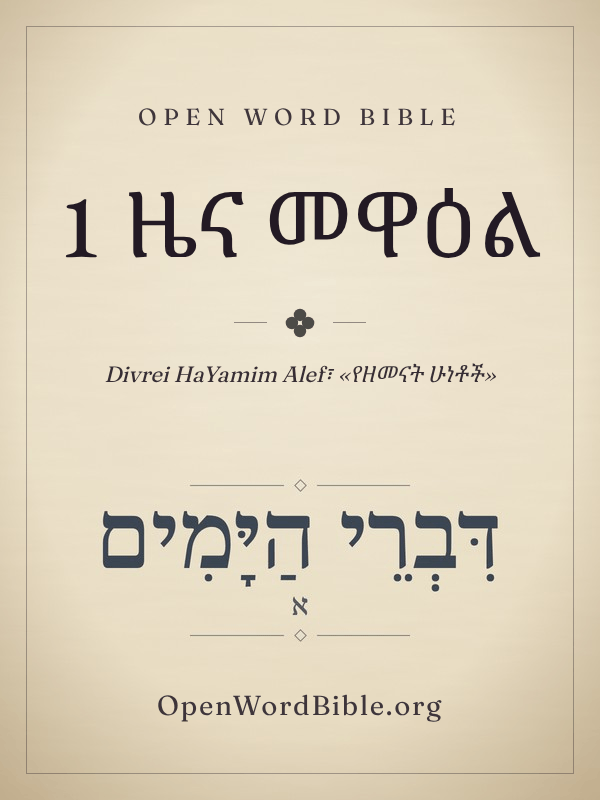 OPEN WORD BIBLE
1 ዜና መዋዕል
Divrei HaYamim Alef፣ «የዘመናት ሁነቶች»
דִּבְרֵי הַיָּמִים
א
OpenWordBible.org